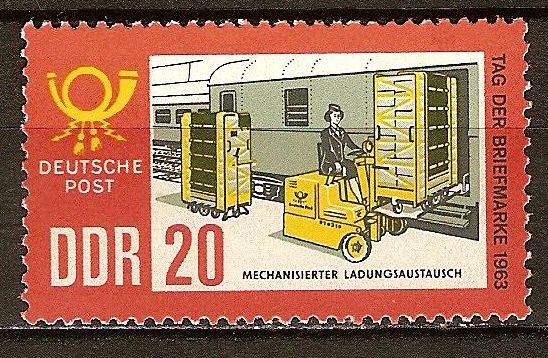 DEUTSCHE
POST
DDR 20
MECHANISIERTER LADUNGSAUSTAUSCH
TAG DER BRIEFMARKE 1963